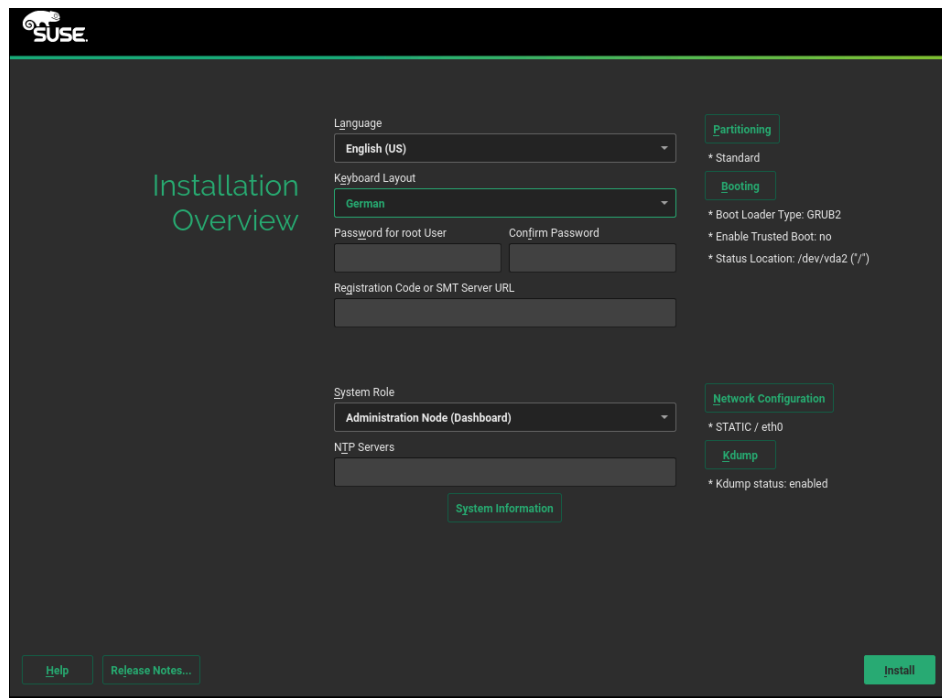 SUSE.
Installation
Overview
Language
English (US)
Keyboard Layout
German
Password for root User
Confirm Password
Registration Code or SMT Server URL
System Role
Administration Node (Dashboard)
NTP Servers
System Information
Partitioning
* Standard
Booting
* Boot Loader Type: GRUB2
* Enable Trusted Boot: no
* Status Location: /dev/vda2 ("/")
Network Configuration
* STATIC / eth0
Kdump
* Kdump status: enabled
Help
Release Notes...
Install